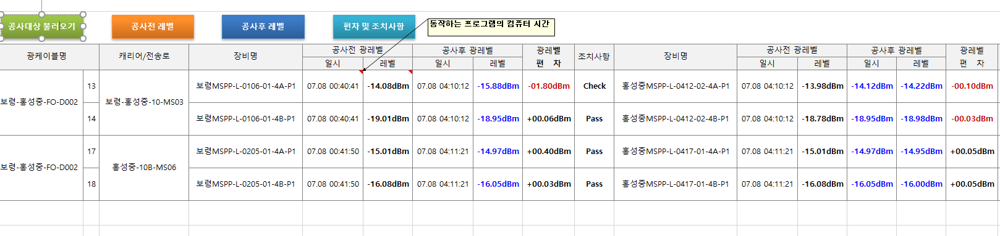 공사대상 불러오기 공사전 레벨 공사후 레벨 편차 및 조치사항 동작하는 프로그램의 컴퓨터 시간
광케이블명 캐리어/전송로 장비명 공사전 광레벨 공사후 광레벨 광레벨 편 차 조치사항 장비명 공사전 광레벨 공사후 광레벨 광레벨 편 차
일시 레벨 일시 레벨 일시 레벨 일시 레벨
보령-홍성중-FO-D002 13 보령-홍성중-10-MS03 보령MSPP-L-0106-01-4A-P1 07.08 00:40:41 -14.08dBm 07.08 04:10:12 -15.88dBm -01.80dBm Check 홍성중MSPP-L-0412-02-4A-P1 07.08 04:10:12 -13.98dBm -14.12dBm -14.22dBm -00.10dBm
14 보령MSPP-L-0106-01-4B-P1 07.08 00:40:41 -19.01dBm 07.08 04:10:12 -18.95dBm +00.06dBm Pass 홍성중MSPP-L-0412-02-4B-P1 07.08 04:10:12 -18.78dBm -18.95dBm -18.98dBm -00.03dBm
보령-홍성중-FO-D002 17 홍성중-10B-MS06 보령MSPP-L-0205-01-4A-P1 07.08 00:41:50 -15.01dBm 07.08 04:11:21 -14.97dBm +00.40dBm Pass 홍성중MSPP-L-0417-01-4A-P1 07.08 04:11:21 -15.01dBm -14.97dBm -14.95dBm +00.05dBm
18 보령MSPP-L-0205-01-4B-P1 07.08 00:41:50 -16.08dBm 07.08 04:11:21 -16.05dBm +00.03dBm Pass 홍성중MSPP-L-0417-01-4B-P1 07.08 04:11:21 -16.08dBm -16.05dBm -16.00dBm +00.05dBm